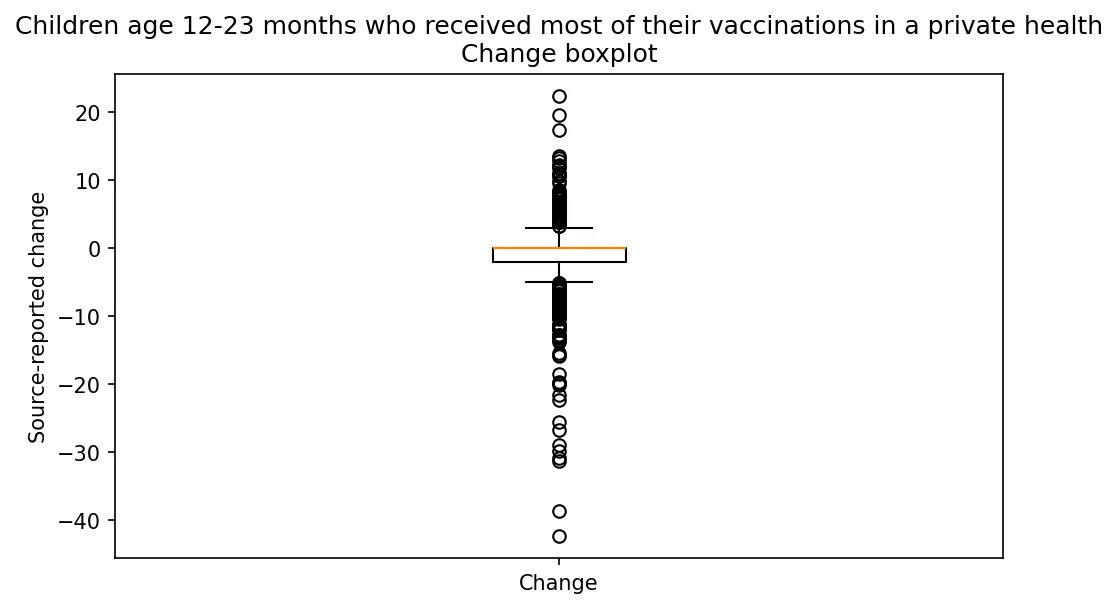 Children age 12-23 months who received most of their vaccinations in a private health
Change boxplot
Source-reported change
20
10
0
−10
−20
−30
−40
Change